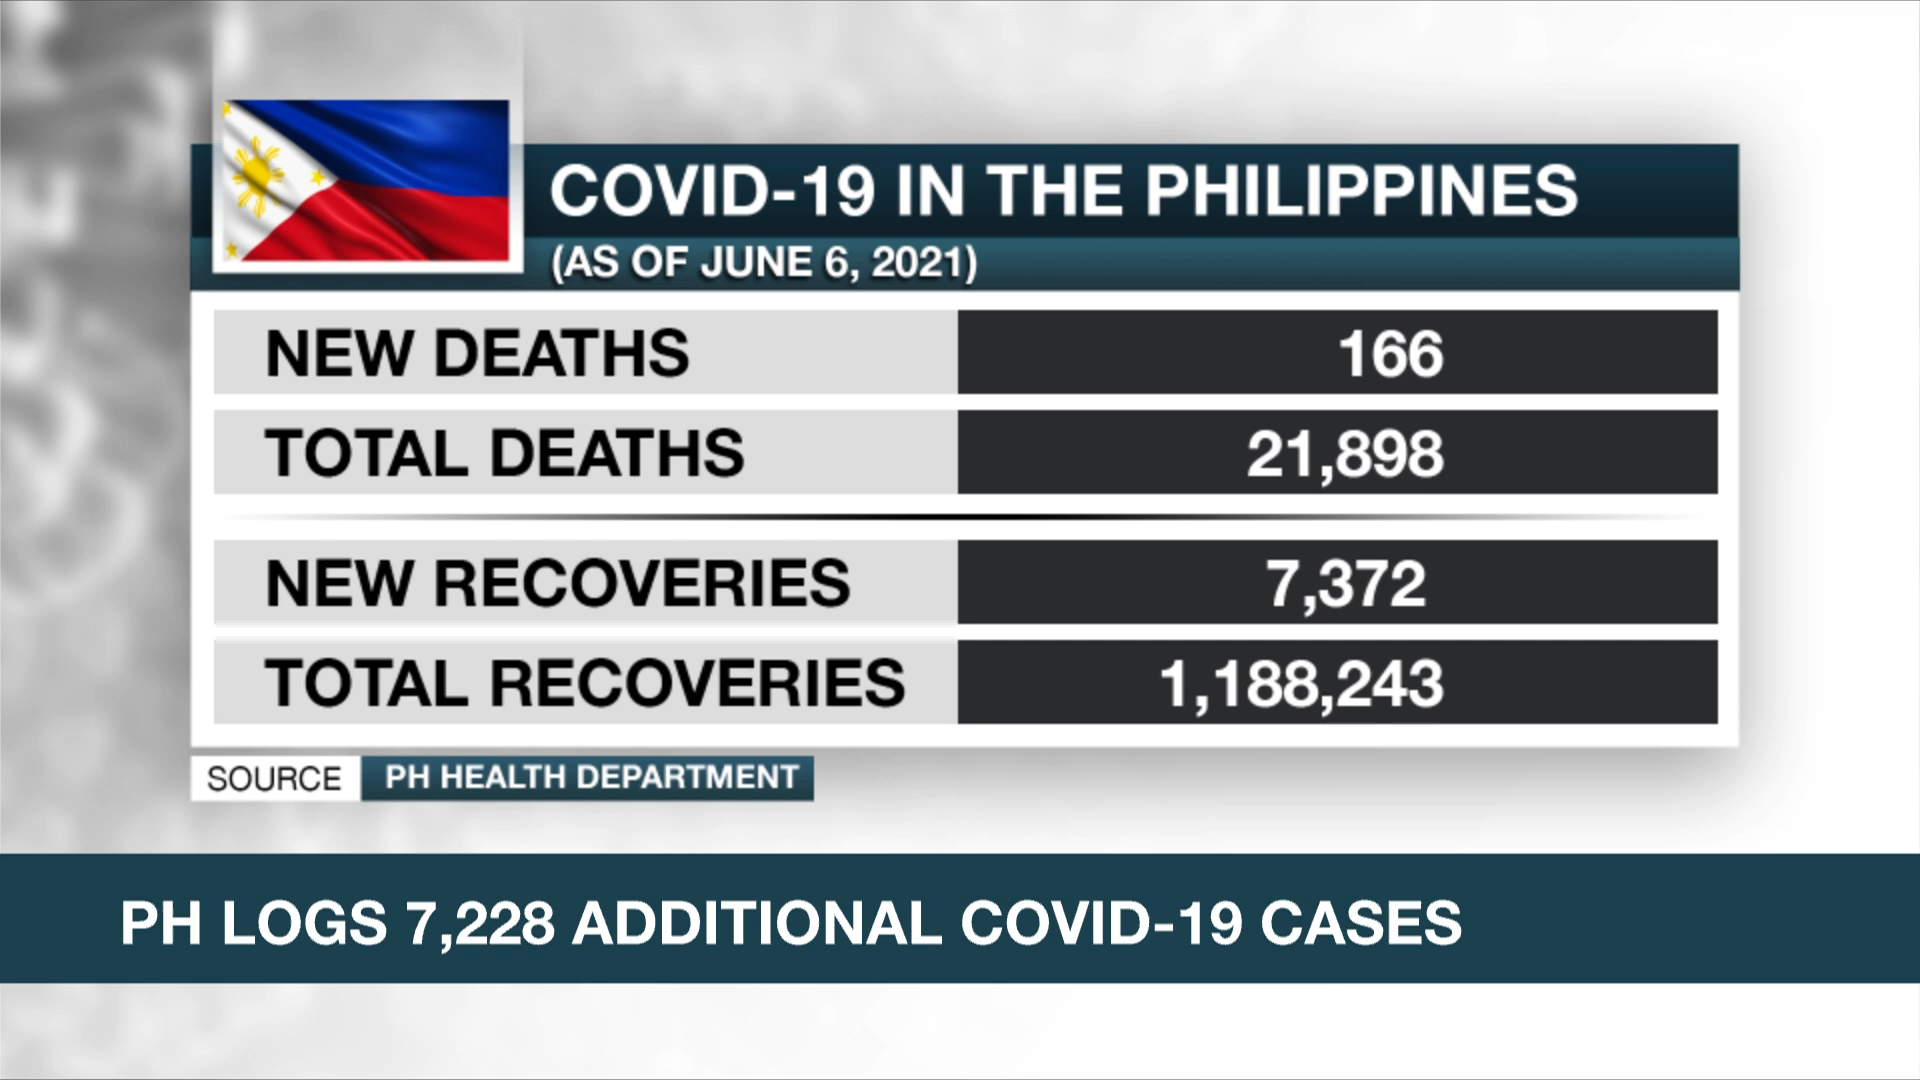 COVID-19 IN THE PHILIPPINES
(AS OF JUNE 6, 2021)
NEW DEATHS 166
TOTAL DEATHS 21,898
NEW RECOVERIES 7,372
TOTAL RECOVERIES 1,188,243
SOURCE PH HEALTH DEPARTMENT
PH LOGS 7,228 ADDITIONAL COVID-19 CASES